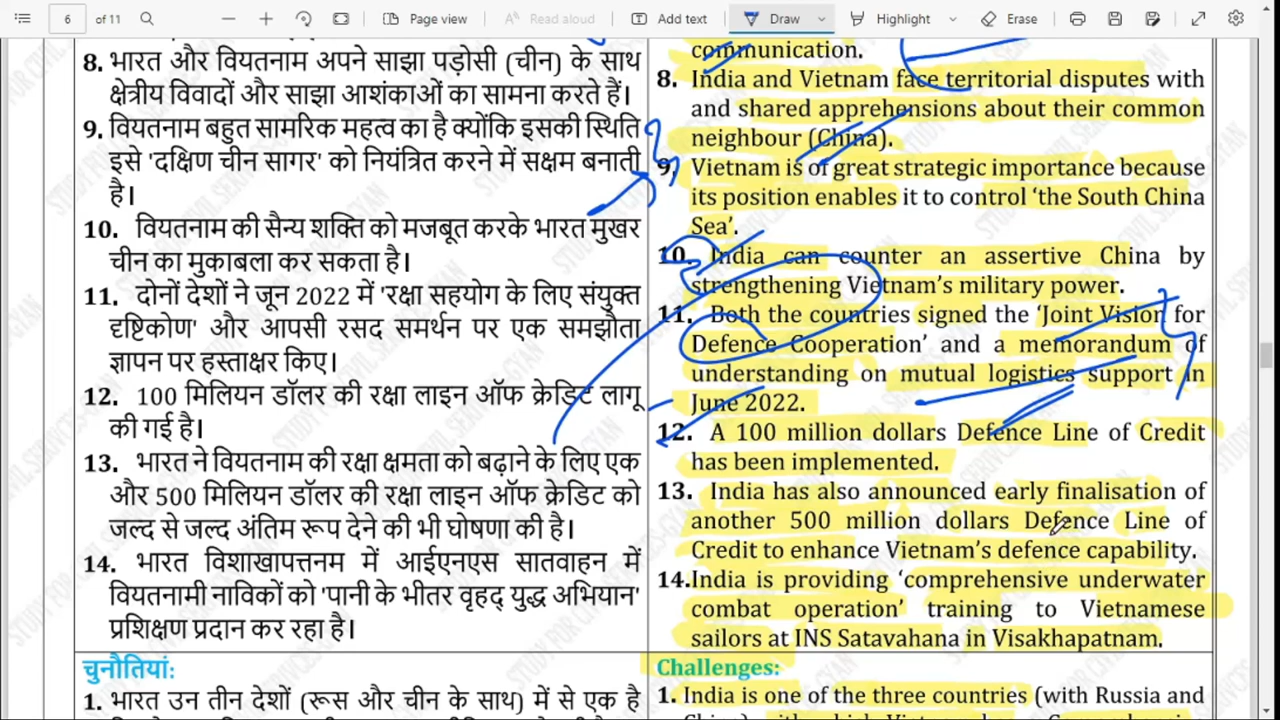 6 of 11
Page view
Read aloud
Add text
Draw
Highlight
Erase
8. भारत और वियतनाम अपने साझा पड़ोसी (चीन) के साथ
क्षेत्रीय विवादों और साझा आशंकाओं का सामना करते हैं।
9. वियतनाम बहुत सामरिक महत्व का है क्योंकि इसकी स्थिति
इसे 'दक्षिण चीन सागर' को नियंत्रित करने में सक्षम बनाती
है।
10. वियतनाम की सैन्य शक्ति को मजबूत करके भारत मुखर
चीन का मुकाबला कर सकता है।
11. दोनों देशों ने जून 2022 में 'रक्षा सहयोग के लिए संयुक्त
दृष्टिकोण' और आपसी रसद समर्थन पर एक समझौता
ज्ञापन पर हस्ताक्षर किए।
12. 100 मिलियन डॉलर की रक्षा लाइन ऑफ क्रेडिट लागू
की गई है।
13. भारत ने वियतनाम की रक्षा क्षमता को बढ़ाने के लिए एक
और 500 मिलियन डॉलर की रक्षा लाइन ऑफ क्रेडिट को
जल्द से जल्द अंतिम रूप देने की भी घोषणा की है।
14. भारत विशाखापत्तनम में आईएनएस सातवाहन में
वियतनामी नाविकों को 'पानी के भीतर वृहद् युद्ध अभियान'
प्रशिक्षण प्रदान कर रहा है।
चुनौतियां:
1. भारत उन तीन देशों (रूस और चीन के साथ) में से एक है
communication.
8. India and Vietnam face territorial disputes with
and shared apprehensions about their common
neighbour (China).
9. Vietnam is of great strategic importance because
its position enables it to control ‘the South China
Sea’.
10. India can counter an assertive China by
strengthening Vietnam’s military power.
11. Both the countries signed the ‘Joint Vision for
Defence Cooperation’ and a memorandum of
understanding on mutual logistics support in
June 2022.
12. A 100 million dollars Defence Line of Credit
has been implemented.
13. India has also announced early finalisation of
another 500 million dollars Defence Line of
Credit to enhance Vietnam’s defence capability.
14.India is providing ‘comprehensive underwater
combat operation’ training to Vietnamese
sailors at INS Satavahana in Visakhapatnam.
Challenges:
1. India is one of the three countries (with Russia and